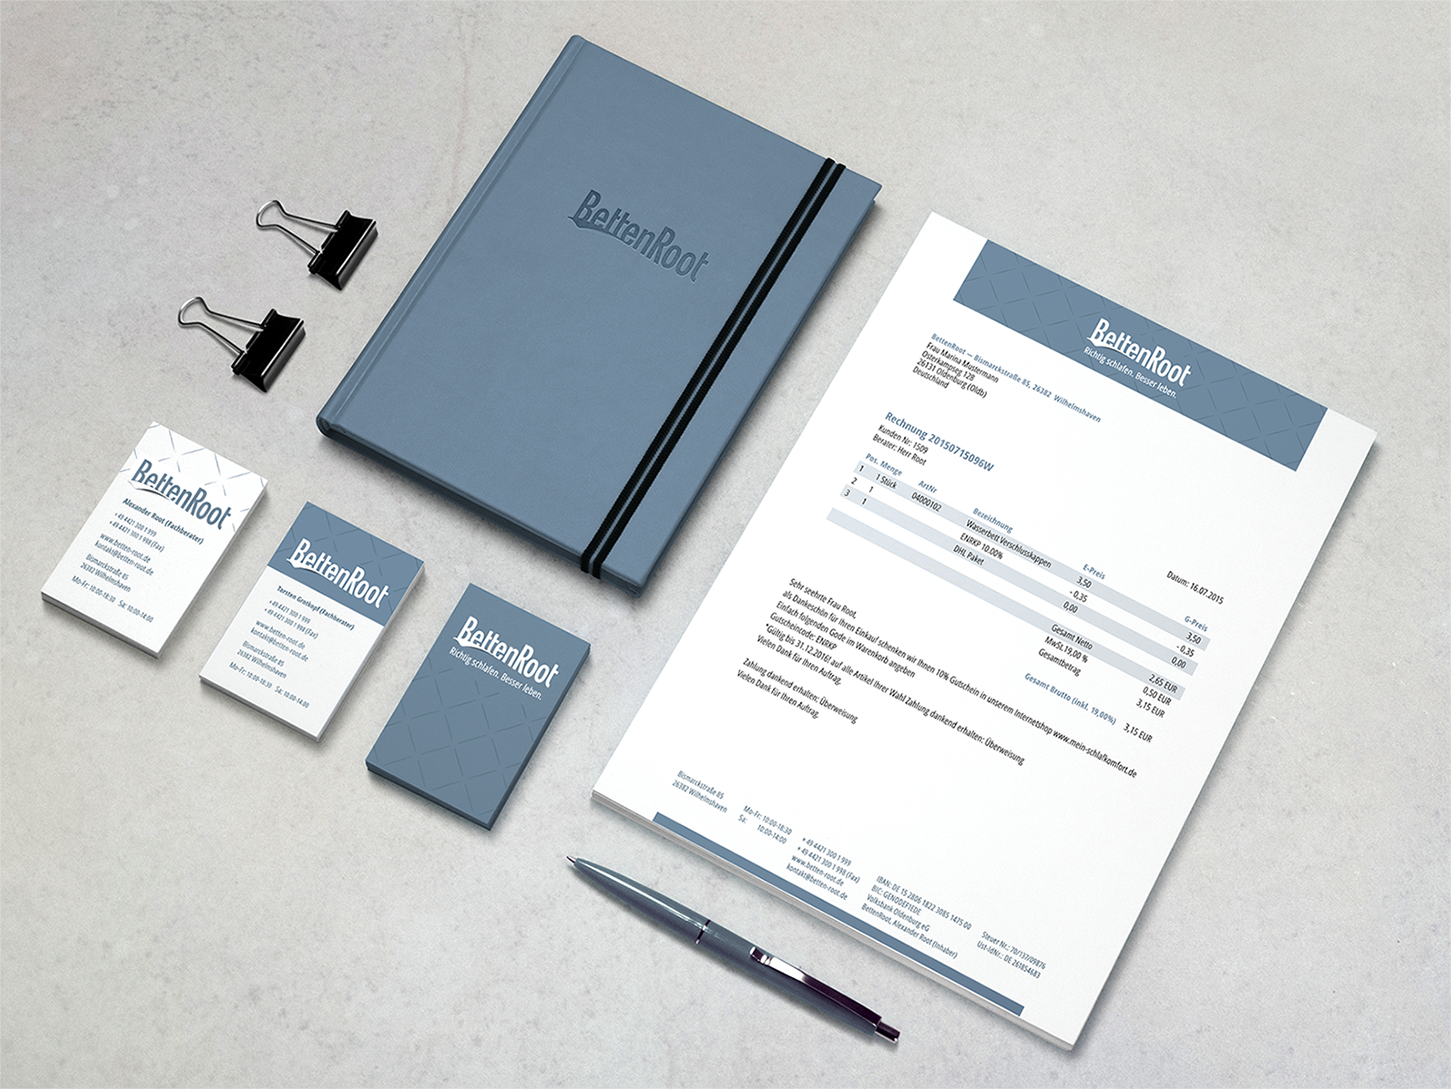 BettenRoot
BettenRoot
Alexander Root (Fachberater)
+ 49 4421 300 1 999
+ 49 4421 300 1 998 (Fax)
www.betten-root.de
kontakt@betten-root.de
Bismarckstraße 85
26382 Wilhelmshaven
Mo-Fr: 10:00-18:30 Sa: 10:00-14:00
BettenRoot
Torsten Grotkopf (Fachberater)
+ 49 4421 300 1 999
+ 49 4421 300 1 998 (Fax)
www.betten-root.de
kontakt@betten-root.de
Bismarckstraße 85
26382 Wilhelmshaven
Mo-Fr: 10:00-18:30 Sa: 10:00-14:00
BettenRoot
Richtig schlafen. Besser leben.
BettenRoot
Richtig schlafen. Besser leben.
BettenRoot — Bismarckstraße 85, 26382 Wilhelmshaven
Frau Marina Mustermann
Osterkampseg 128
26131 Oldenburg (Oldb)
Deutschland
Rechnung 20150715096W
Kunden Nr: 1509
Berater: Herr Root
Datum: 16.07.2015
Pos. Menge ArtNr Bezeichnung E-Preis G-Preis
1 1 Stück 04000102 Wasserbett Verschlusskappen 3,50 3,50
2 1 ENRKP 10.00% - 0,35 - 0,35
3 1 DHL Paket 0,00 0,00
Gesamt Netto 2,65 EUR
MwSt.19,00 % 0,50 EUR
Gesamtbetrag 3,15 EUR
Gesamt Brutto (inkl. 19,00%) 3,15 EUR
Sehr seehrte Frau Root,
als Dankeschön für Ihren Einkauf schenken wir Ihnen 10% Gutschein in unserem Internetshop www.mein-schlafkomfort.de
Einfach folgenden Gode im Warenkorb angeben
Gutscheincode: ENRKP
*Gültig bis 31.12.2016! auf alle Artikel Ihrer Wahl Zahlung dankend erhalten: Überweisung
Vielen Dank für Ihren Auftrag.
Zahlung dankend erhalten: Überweisung
Vielen Dank für Ihren Auftrag.
Bismarckstraße 85
26382 Wilhelmshaven
Mo-Fr: 10:00-18:30
Sa: 10:00-14:00
+ 49 4421 300 1 999
+ 49 4421 300 1 998 (Fax)
www.betten-root.de
kontakt@betten-root.de
IBAN: DE 15 2806 1822 3085 1475 00
BIC: GENODEF1EDE
Volksbank Oldenburg eG
BettenRoot, Alexander Root (Inhaber)
Steuer Nr.: 70/137/09876
Ust-IdNr.: DE 261854683